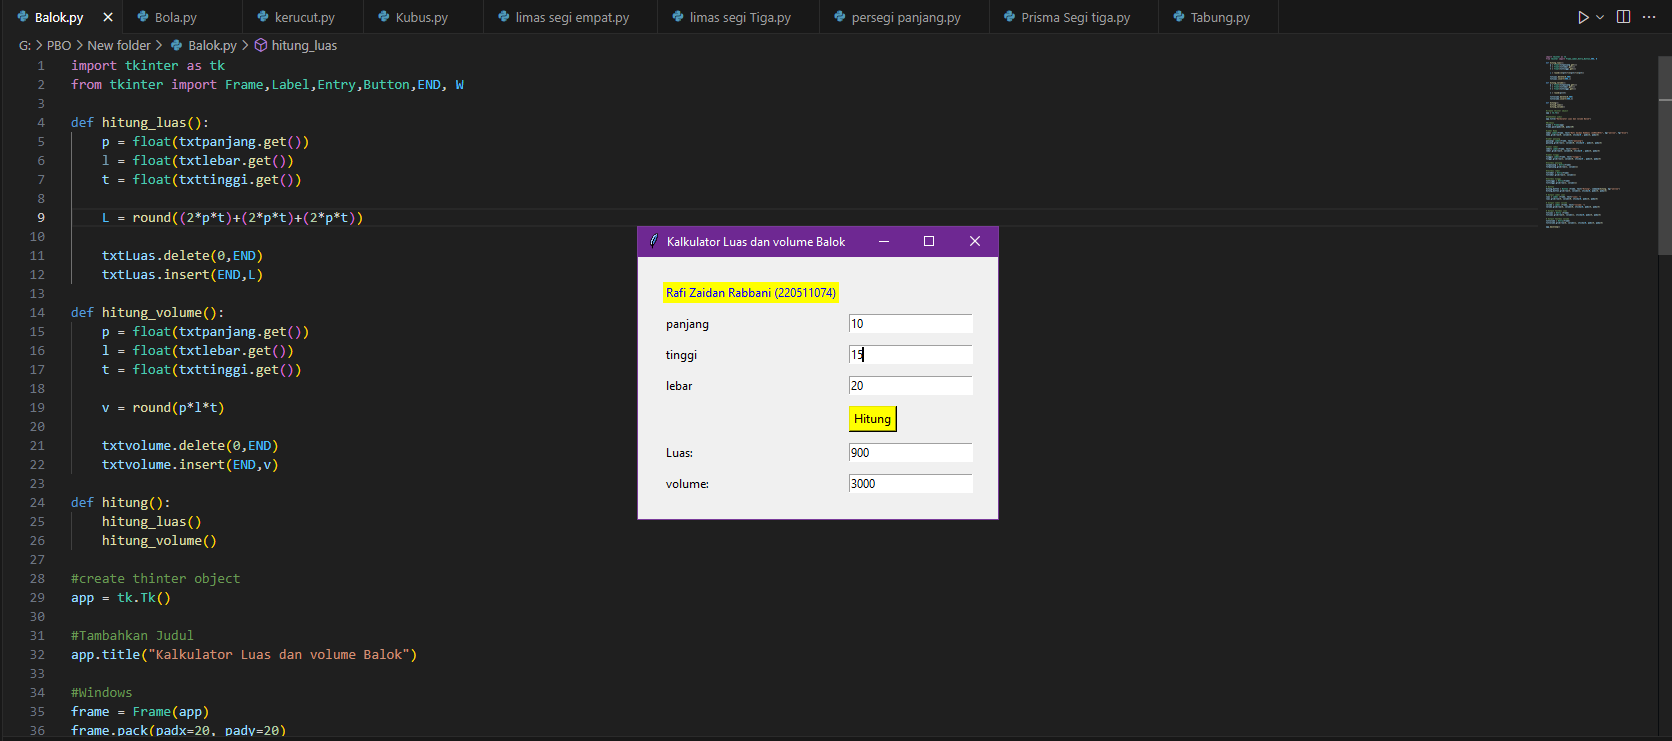 Balok.py Bola.py kerucut.py Kubus.py limas segi empat.py limas segi Tiga.py persegi panjang.py Prisma Segi tiga.py Tabung.py
G: > PBO > New folder > Balok.py > hitung_luas
1 import tkinter as tk
2 from tkinter import Frame,Label,Entry,Button,END, W
3
4 def hitung_luas():
5 p = float(txtpanjang.get())
6 l = float(txtlebar.get())
7 t = float(txttinggi.get())
8
9 L = round((2*p*t)+(2*p*t)+(2*p*t))
10
11 txtLuas.delete(0,END)
12 txtLuas.insert(END,L)
13
14 def hitung_volume():
15 p = float(txtpanjang.get())
16 l = float(txtlebar.get())
17 t = float(txttinggi.get())
18
19 v = round(p*l*t)
20
21 txtvolume.delete(0,END)
22 txtvolume.insert(END,v)
23
24 def hitung():
25 hitung_luas()
26 hitung_volume()
27
28 #create thinter object
29 app = tk.Tk()
30
31 #Tambahkan Judul
32 app.title("Kalkulator Luas dan volume Balok")
33
34 #Windows
35 frame = Frame(app)
36 frame.pack(padx=20, pady=20)
Kalkulator Luas dan volume Balok
Rafi Zaidan Rabbani (220511074)
panjang 10
tinggi 15
lebar 20
Hitung
Luas: 900
volume: 3000